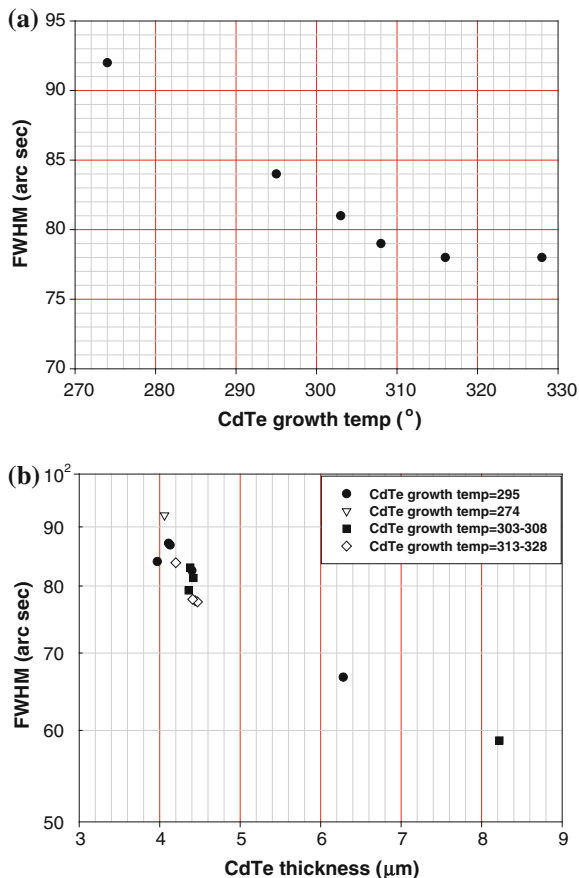 (a)
95
90
85
80
75
70
FWHM (arc sec)
270 280 290 300 310 320 330
CdTe growth temp (°)
(b)
10²
90
80
70
60
50
FWHM (arc sec)
CdTe growth temp=295
CdTe growth temp=274
CdTe growth temp=303-308
CdTe growth temp=313-328
3 4 5 6 7 8 9
CdTe thickness (μm)